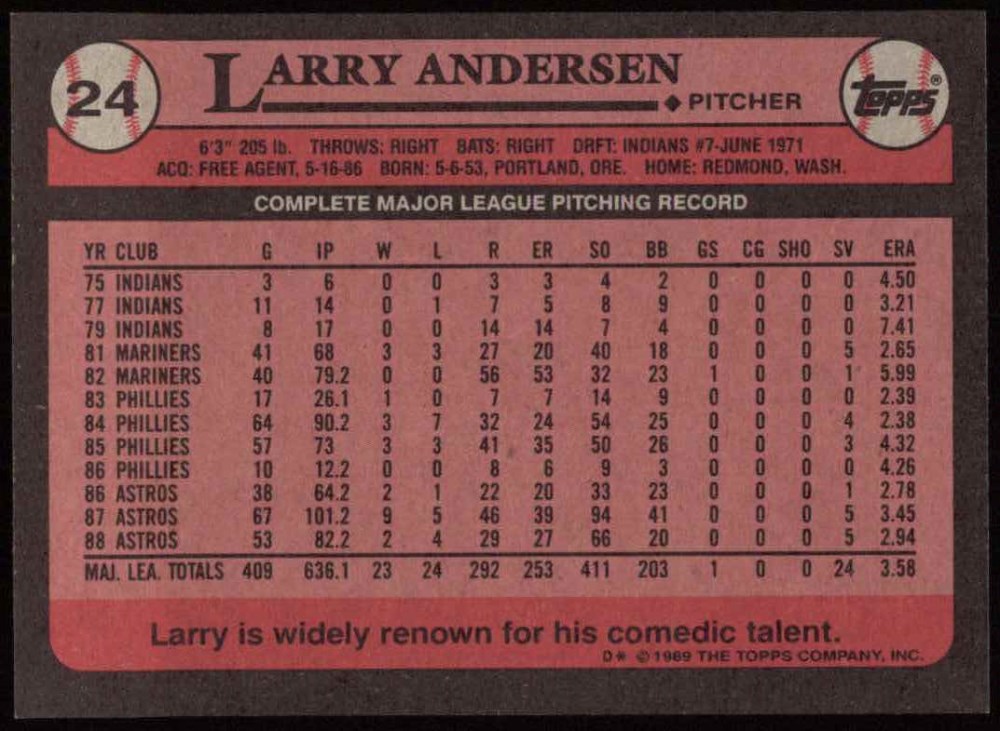 24
LARRY ANDERSEN
◆ PITCHER
Topps®
6'3" 205 lb. THROWS: RIGHT BATS: RIGHT DRFT: INDIANS #7-JUNE 1971
ACQ: FREE AGENT, 5-16-86 BORN: 5-6-53, PORTLAND, ORE. HOME: REDMOND, WASH.
COMPLETE MAJOR LEAGUE PITCHING RECORD
YR CLUB G IP W L R ER SO BB GS CG SHO SV ERA
75 INDIANS 3 6 0 0 3 3 4 2 0 0 0 0 4.50
77 INDIANS 11 14 0 1 7 5 8 9 0 0 0 0 3.21
79 INDIANS 8 17 0 0 14 14 7 4 0 0 0 0 7.41
81 MARINERS 41 68 3 3 27 20 40 18 0 0 0 5 2.65
82 MARINERS 40 79.2 0 0 56 53 32 23 1 0 0 1 5.99
83 PHILLIES 17 26.1 1 0 7 7 14 9 0 0 0 0 2.39
84 PHILLIES 64 90.2 3 7 32 24 54 25 0 0 0 4 2.38
85 PHILLIES 57 73 3 3 41 35 50 26 0 0 0 3 4.32
86 PHILLIES 10 12.2 0 0 8 6 9 3 0 0 0 0 4.26
86 ASTROS 38 64.2 2 1 22 20 33 23 0 0 0 1 2.78
87 ASTROS 67 101.2 9 5 46 39 94 41 0 0 0 5 3.45
88 ASTROS 53 82.2 2 4 29 27 66 20 0 0 0 5 2.94
MAJ. LEA. TOTALS 409 636.1 23 24 292 253 411 203 1 0 0 24 3.58
Larry is widely renown for his comedic talent.
D* © 1989 THE TOPPS COMPANY, INC.